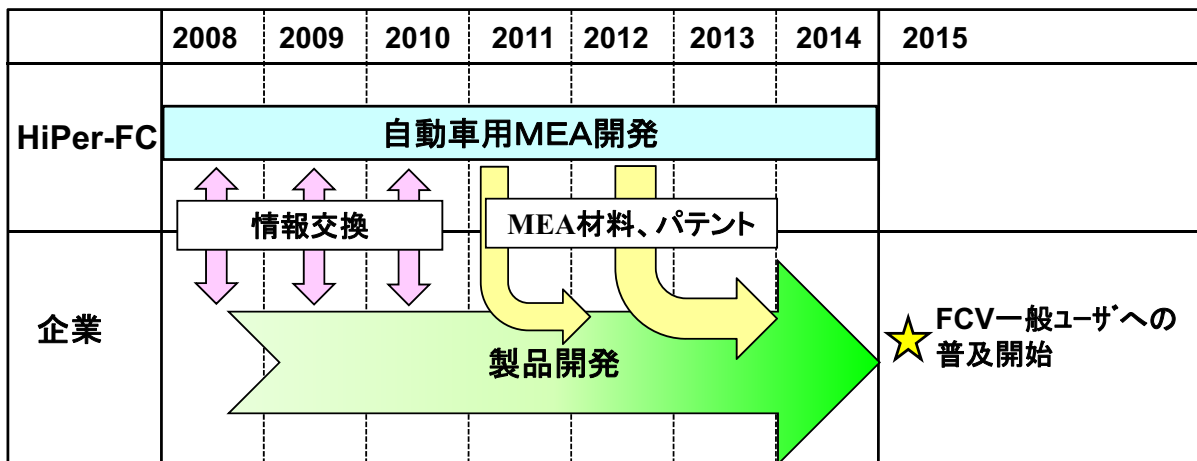 2008 2009 2010 2011 2012 2013 2014 2015
HiPer-FC
自動車用MEA開発
情報交換
MEA材料、パテント
企業
製品開発
FCV一般ﾕｰｻﾞへの
普及開始